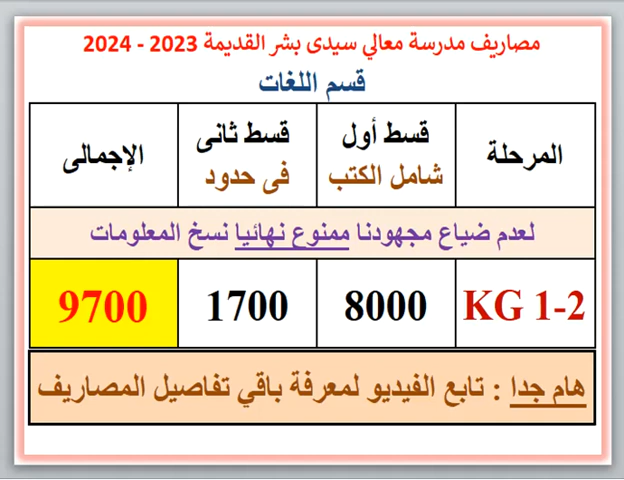 مصاريف مدرسة معالي سيدى بشر القديمة 2023 - 2024
قسم اللغات
المرحلة
قسط أول
شامل الكتب
قسط ثانى
فى حدود
الإجمالى
لعدم ضياع مجهودنا ممنوع نهائيا نسخ المعلومات
KG 1-2
8000
1700
9700
هام جدا : تابع الفيديو لمعرفة باقي تفاصيل المصاريف